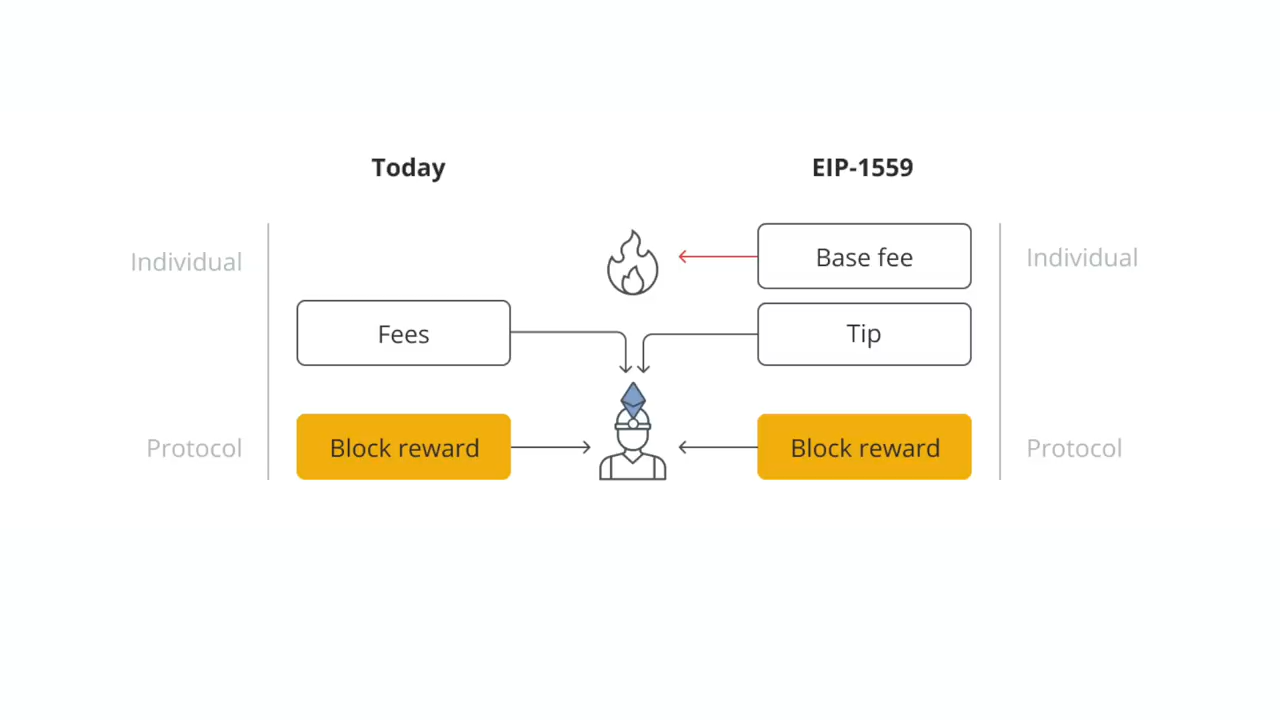 Today
EIP-1559
Individual
Base fee
Individual
Fees
Tip
Protocol
Block reward
Block reward
Protocol